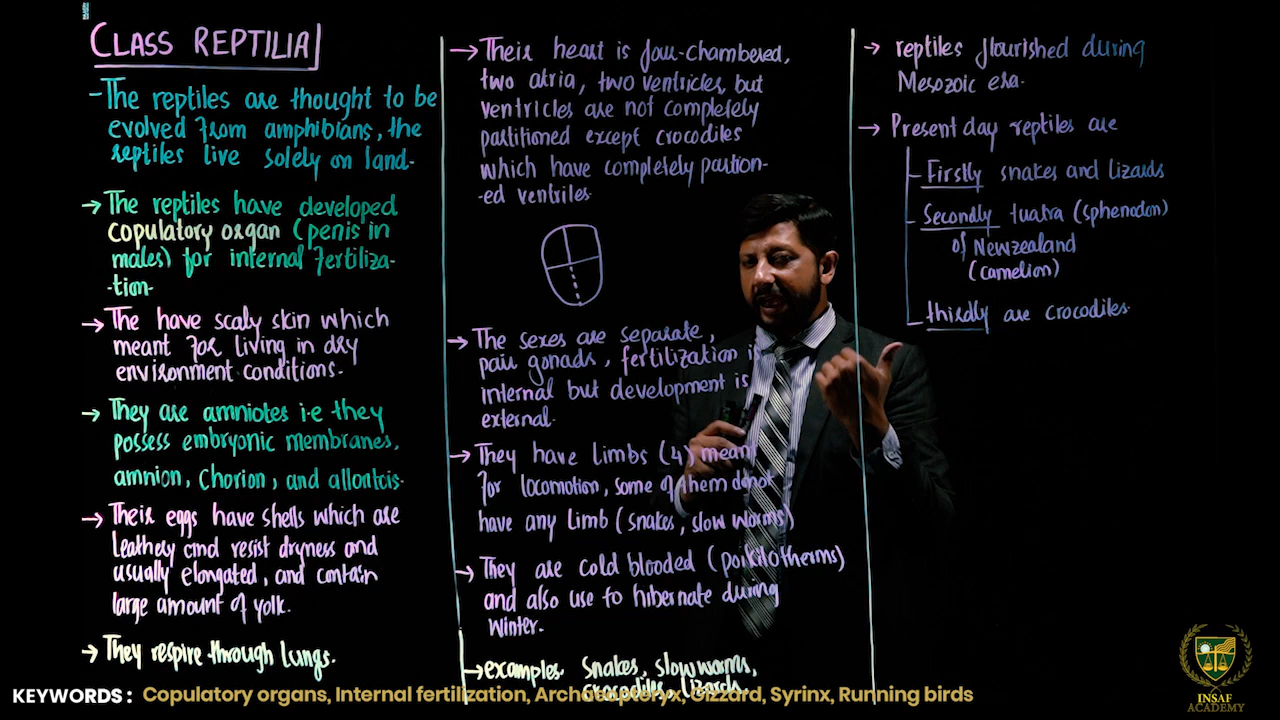 CLASS REPTILIA
-The reptiles are thought to be
evolved from amphibians, the
reptiles live solely on land-
→ The reptiles have developed
copulatory organ (penis in
males) for internal fertiliza-
-tion-
→ The have scaly skin which
meant for living in dry
environment conditions-
→ They are amniotes i.e they
possess embryonic membranes,
amnion, Chorion, and allontois-
→ Their eggs have shells which are
leathery and resist dryness and
usually elongated, and contain
large amount of yolk.
→ They respire through lungs.
→ Their heart is four-chambered,
two atria, two ventricles, but
ventricles are not completely
partitioned except crocodiles
which have completely partion-
-ed ventriles-
→ The sexes are separate,
pair gonads, fertilization is
internal but development is
external-
→ They have limbs (4) meant
for locomotion, some of them donot
have any limb (snakes, slow worms)
→ They are cold blooded (poikilotherms)
and also use to hibernate during
winter.
→ examples. Snakes, slow worms,
crocodiles, lizards.
→ reptiles flourished during
Mesozoic era.
→ Present day reptiles are
Firstly snakes and lizards
Secondly tuatra (sphenodon)
of Newzealand
(camelion)
thirdly are crocodiles.
KEYWORDS : Copulatory organs, Internal fertilization, Archaeopteryx, Gizzard, Syrinx, Running birds
INSAF
ACADEMY